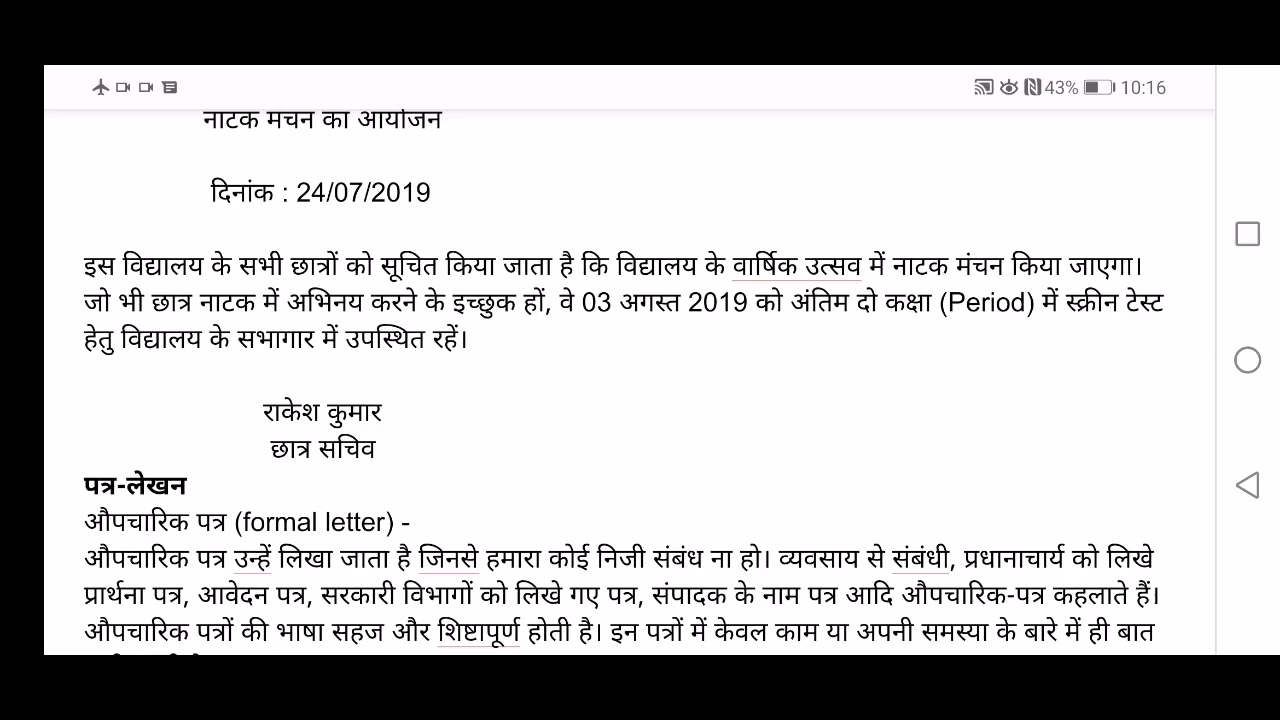 43% 10:16
नाटक मंचन का आयोजन
दिनांक : 24/07/2019
इस विद्यालय के सभी छात्रों को सूचित किया जाता है कि विद्यालय के वार्षिक उत्सव में नाटक मंचन किया जाएगा।
जो भी छात्र नाटक में अभिनय करने के इच्छुक हों, वे 03 अगस्त 2019 को अंतिम दो कक्षा (Period) में स्क्रीन टेस्ट
हेतु विद्यालय के सभागार में उपस्थित रहें।
राकेश कुमार
छात्र सचिव
पत्र-लेखन
औपचारिक पत्र (formal letter) -
औपचारिक पत्र उन्हें लिखा जाता है जिनसे हमारा कोई निजी संबंध ना हो। व्यवसाय से संबंधी, प्रधानाचार्य को लिखे
प्रार्थना पत्र, आवेदन पत्र, सरकारी विभागों को लिखे गए पत्र, संपादक के नाम पत्र आदि औपचारिक-पत्र कहलाते हैं।
औपचारिक पत्रों की भाषा सहज और शिष्टापूर्ण होती है। इन पत्रों में केवल काम या अपनी समस्या के बारे में ही बात